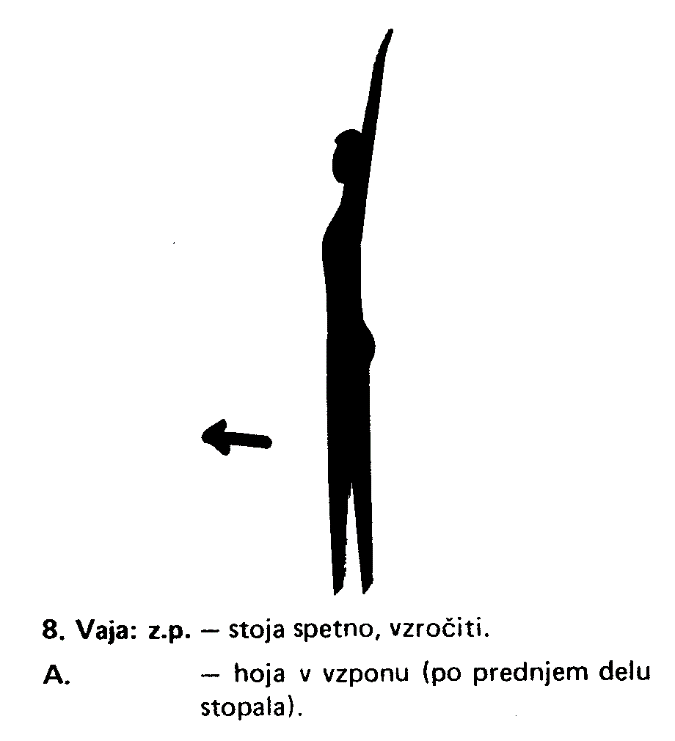 8. Vaja: z.p. — stoja spetno, vzročiti.
A. — hoja v vzponu (po prednjem delu
stopala).